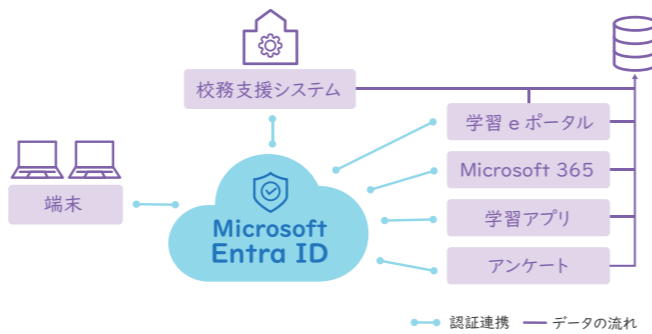 校務支援システム
学習 e ポータル
Microsoft 365
端末
学習アプリ
Microsoft
Entra ID
アンケート
認証連携
データの流れ